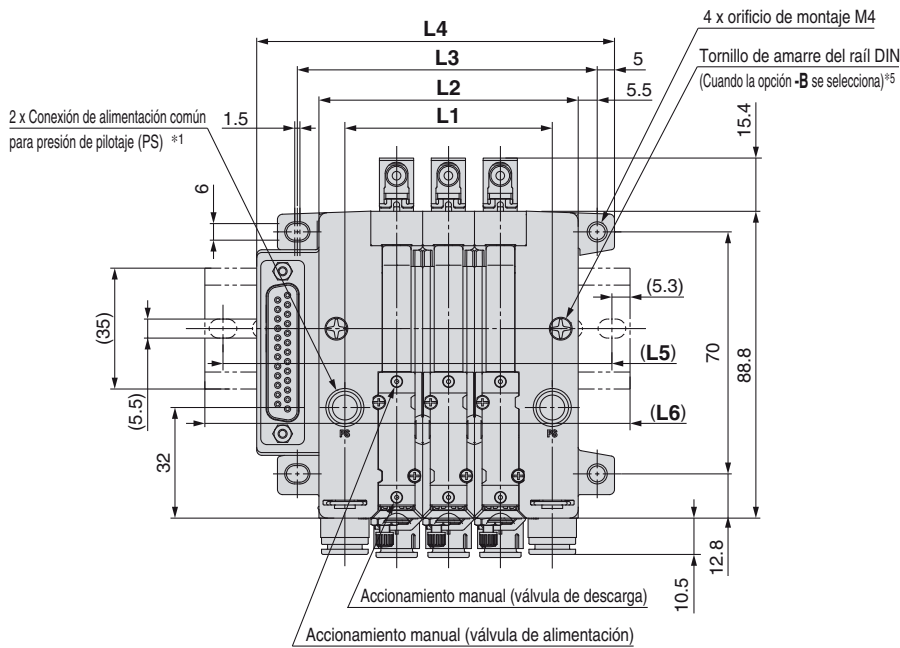 L4
4 x orificio de montaje M4
L3
5
Tornillo de amarre del raíl DIN
(Cuando la opción -B se selecciona)*5
L2
5.5
2 x Conexión de alimentación común
para presión de pilotaje (PS) *1
1.5
L1
15.4
6
(35)
(5.5)
(5.3)
(L5)
70
88.8
(L6)
PS
PS
32
12.8
10.5
Accionamiento manual (válvula de descarga)
Accionamiento manual (válvula de alimentación)